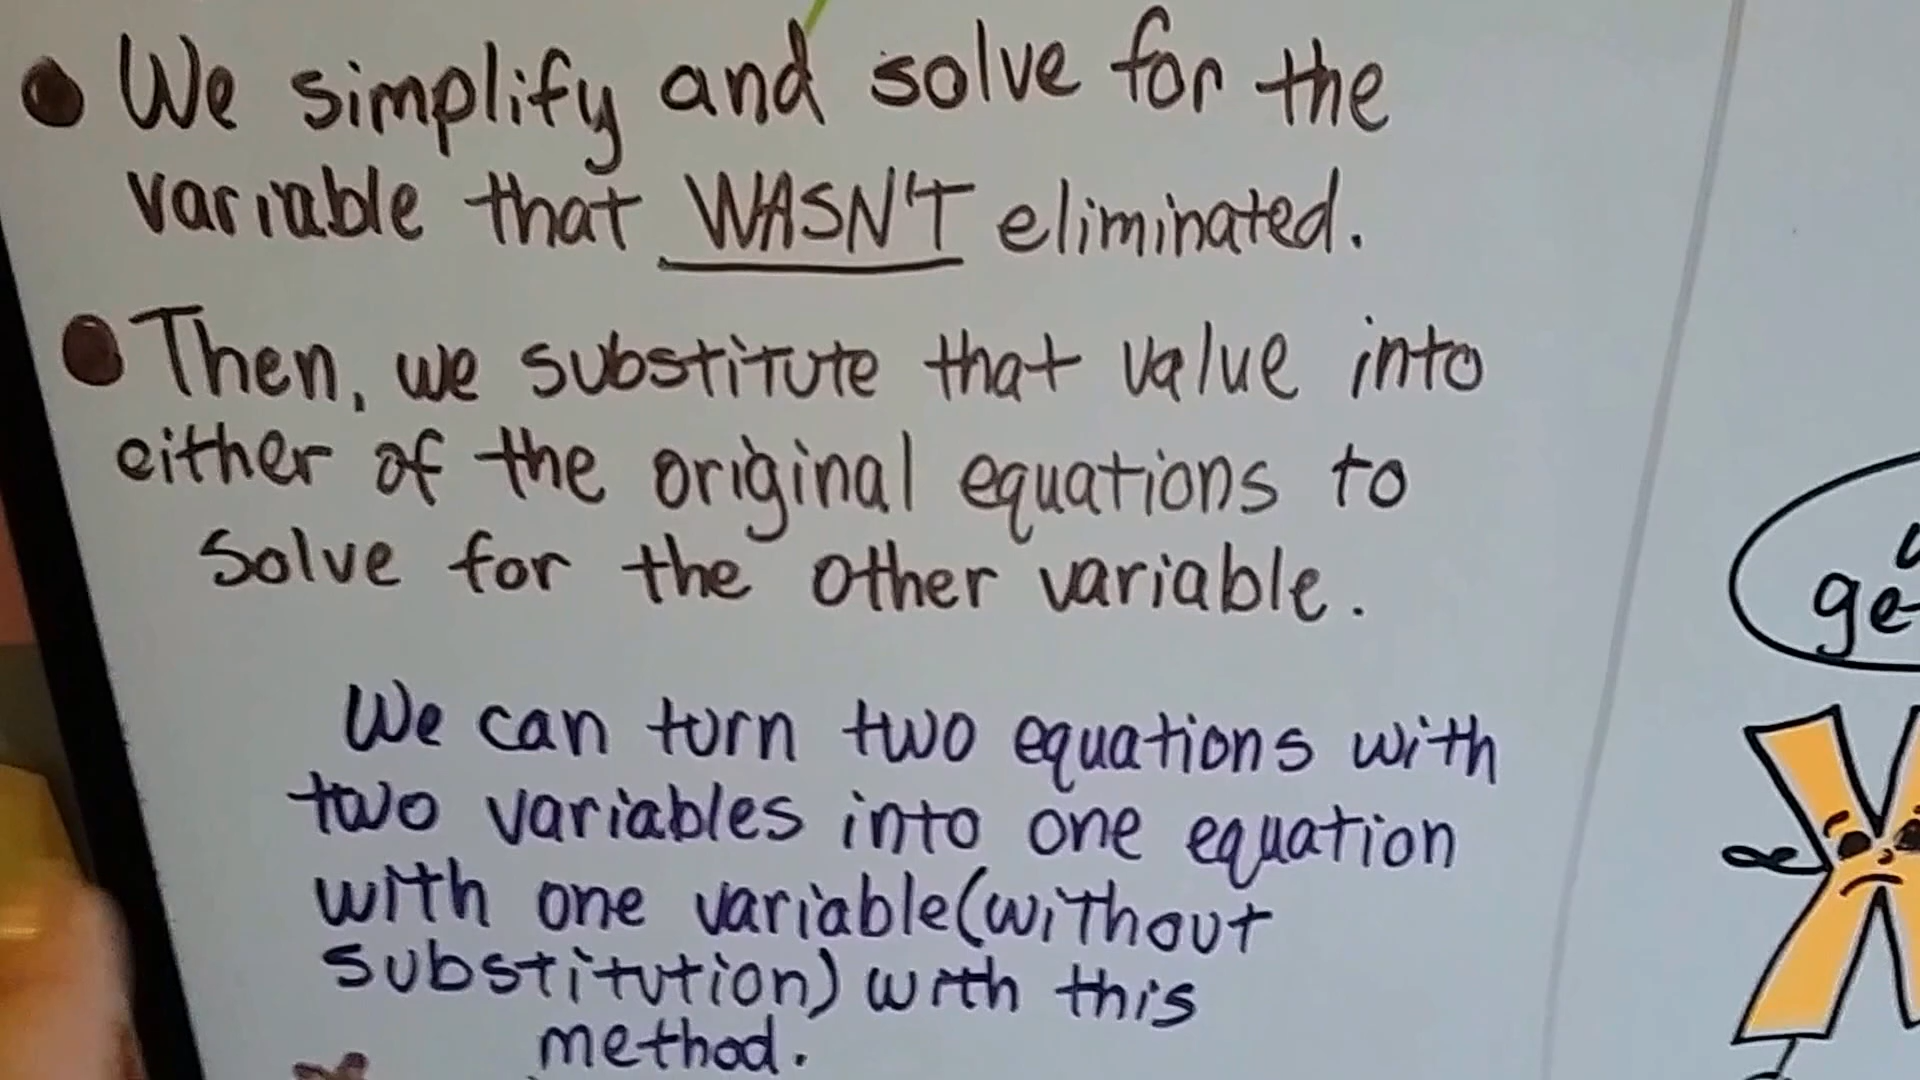 • We simplify and solve for the
variable that WASN'T eliminated.
• Then, we substitute that value into
either of the original equations to
solve for the other variable.
We can turn two equations with
two variables into one equation
with one variable (without
substitution) with this
method.